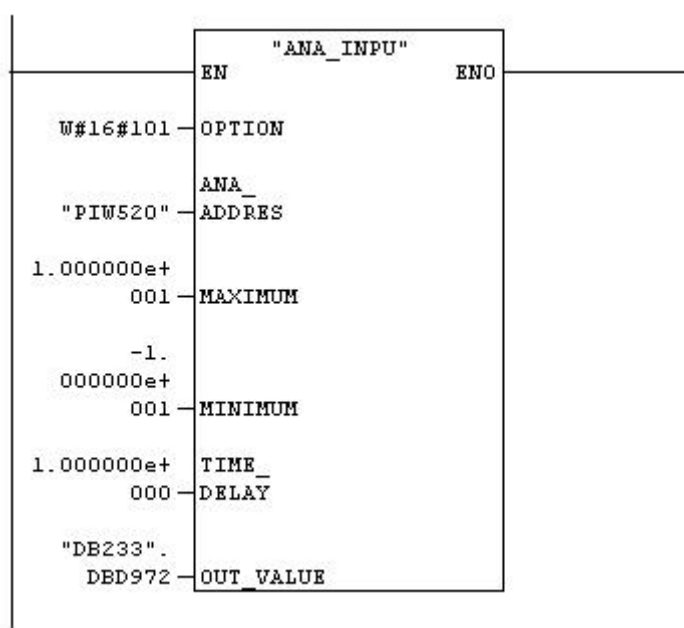 "ANA_INPU"
EN ENO
W#16#101 OPTION
ANA_
"PIW520" ADDRES
1.000000e+
001 MAXIMUM
-1.
000000e+
001 MINIMUM
1.000000e+ TIME_
000 DELAY
"DB233".
DBD972 OUT_VALUE